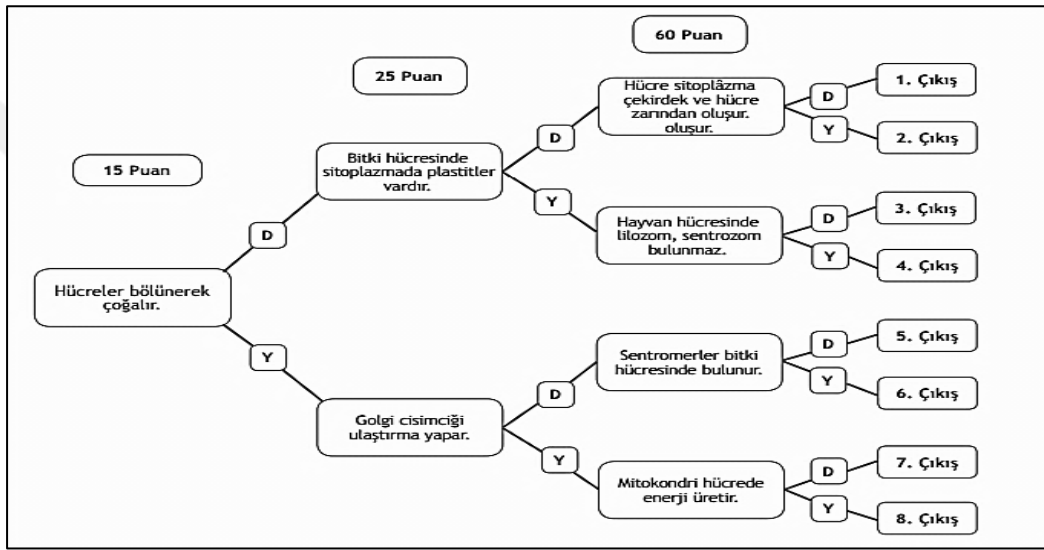 60 Puan
25 Puan
15 Puan
Hücre sitoplâzma
çekirdek ve hücre
zarından oluşur.
oluşur.
D
1. Çıkış
Y
2. Çıkış
D
Bitki hücresinde
sitoplazmada plastitler
vardır.
Y
Hayvan hücresinde
lilozom, sentrozom
bulunmaz.
D
3. Çıkış
Y
4. Çıkış
D
Hücreler bölünerek
çoğalır.
Y
Sentromerler bitki
hücresinde bulunur.
D
5. Çıkış
Y
6. Çıkış
D
Golgi cisimciği
ulaştırma yapar.
Y
Mitokondri hücrede
enerji üretir.
D
7. Çıkış
Y
8. Çıkış